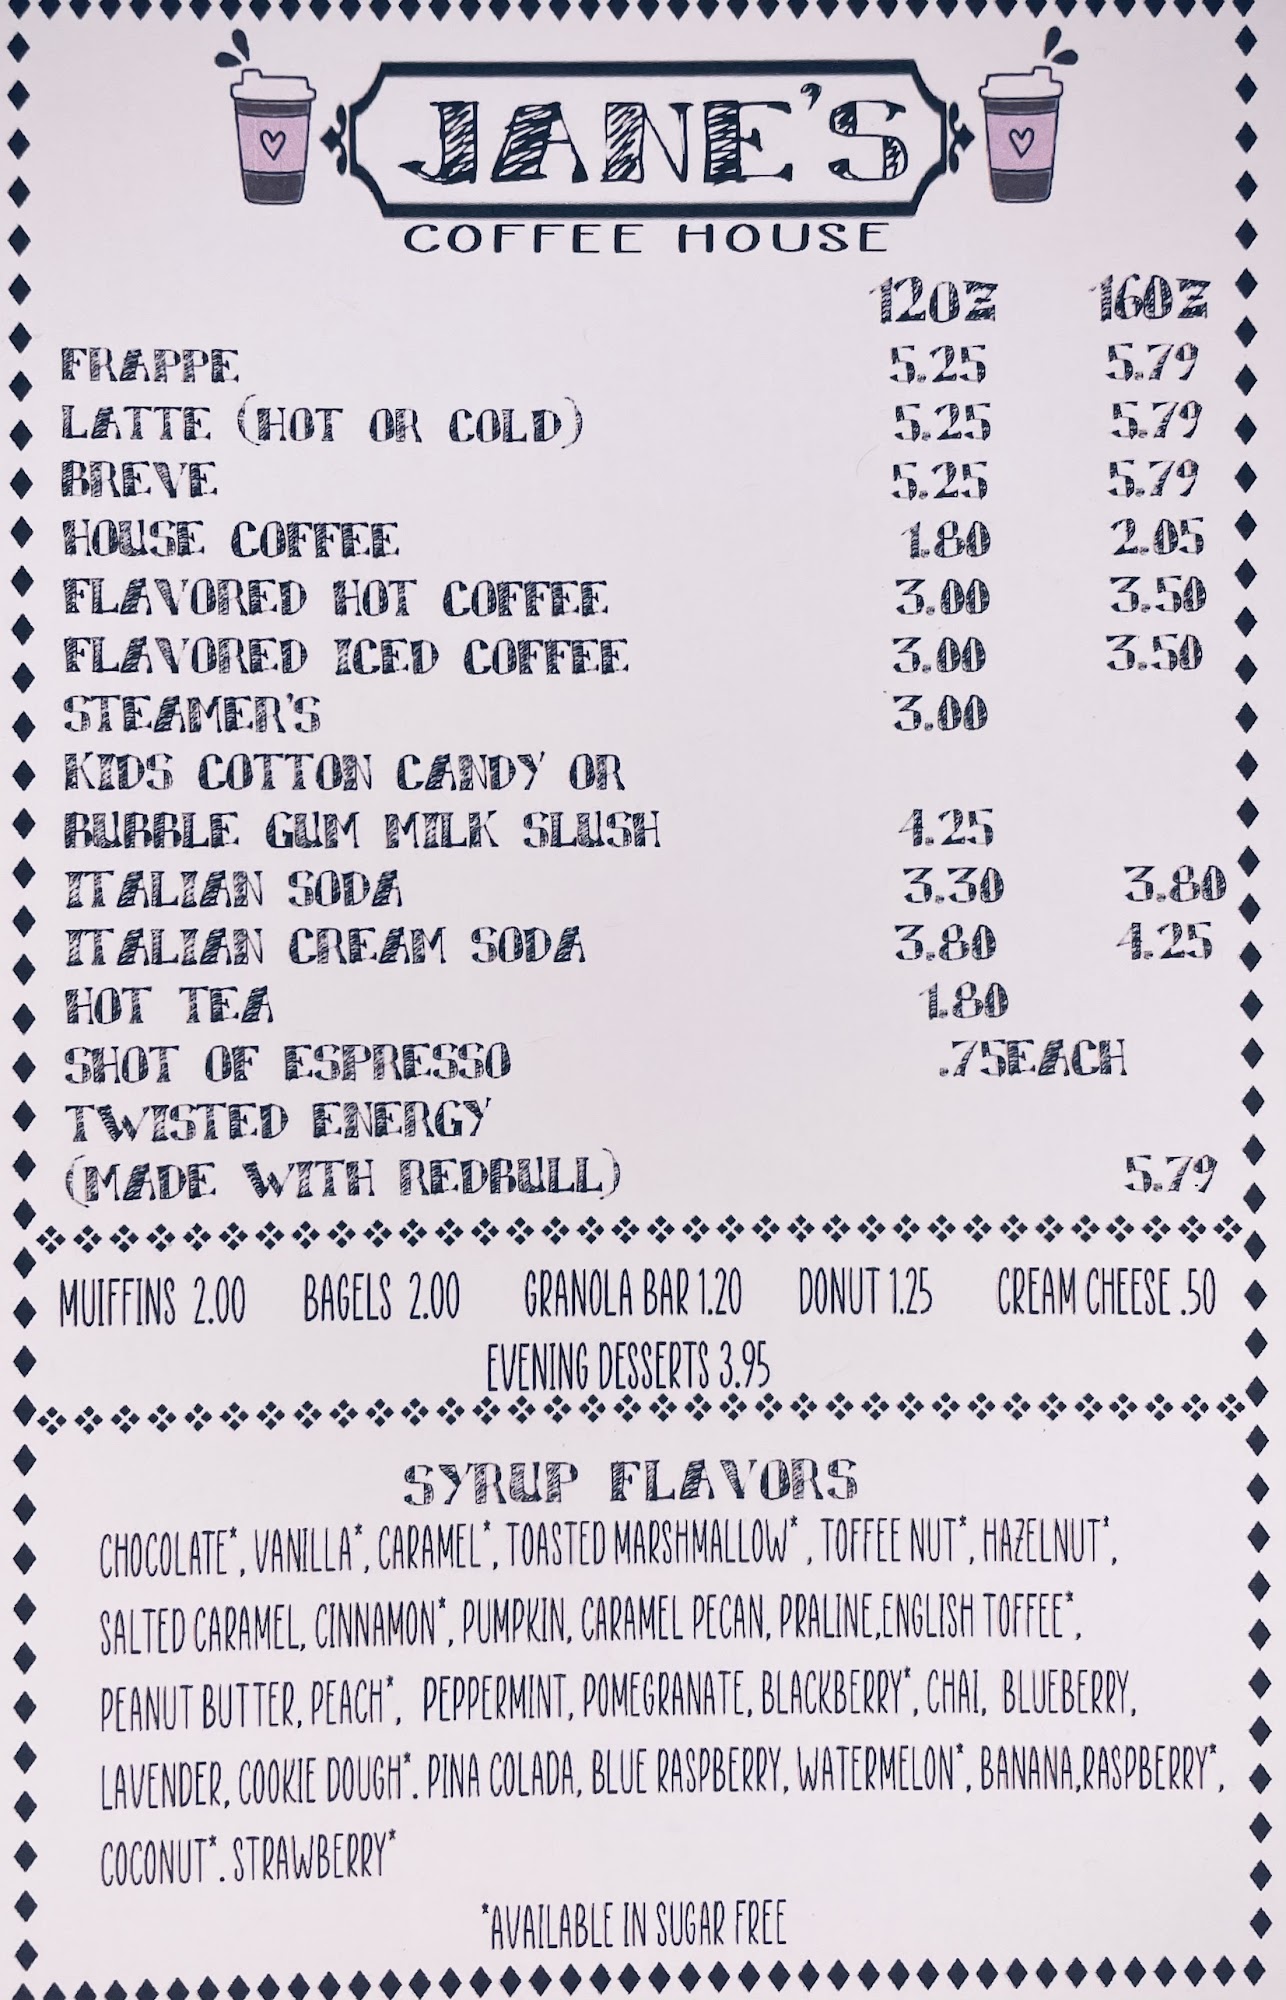 JANE'S
COFFEE HOUSE
12OZ 16OZ
FRAPPE 5.25 5.79
LATTE (HOT OR COLD) 5.25 5.79
BREVE 5.25 5.79
HOUSE COFFEE 1.80 2.05
FLAVORED HOT COFFEE 3.00 3.50
FLAVORED ICED COFFEE 3.00 3.50
STEAMER'S 3.00
KIDS COTTON CANDY OR
BUBBLE GUM MILK SLUSH 4.25
ITALIAN SODA 3.30 3.80
ITALIAN CREAM SODA 3.80 4.25
HOT TEA 1.80
SHOT OF ESPRESSO .75EACH
TWISTED ENERGY
(MADE WITH REDBULL) 5.79
MUIFFINS 2.00 BAGELS 2.00 GRANOLA BAR 1.20 DONUT 1.25 CREAM CHEESE .50
EVENING DESSERTS 3.95
SYRUP FLAVORS
CHOCOLATE*, VANILLA*, CARAMEL*, TOASTED MARSHMALLOW* , TOFFEE NUT*, HAZELNUT*,
SALTED CARAMEL, CINNAMON*, PUMPKIN, CARAMEL PECAN, PRALINE,ENGLISH TOFFEE*,
PEANUT BUTTER, PEACH*, PEPPERMINT, POMEGRANATE, BLACKBERRY*, CHAI, BLUEBERRY,
LAVENDER, COOKIE DOUGH*. PINA COLADA, BLUE RASPBERRY, WATERMELON*, BANANA,RASPBERRY*,
COCONUT*. STRAWBERRY*
*AVAILABLE IN SUGAR FREE